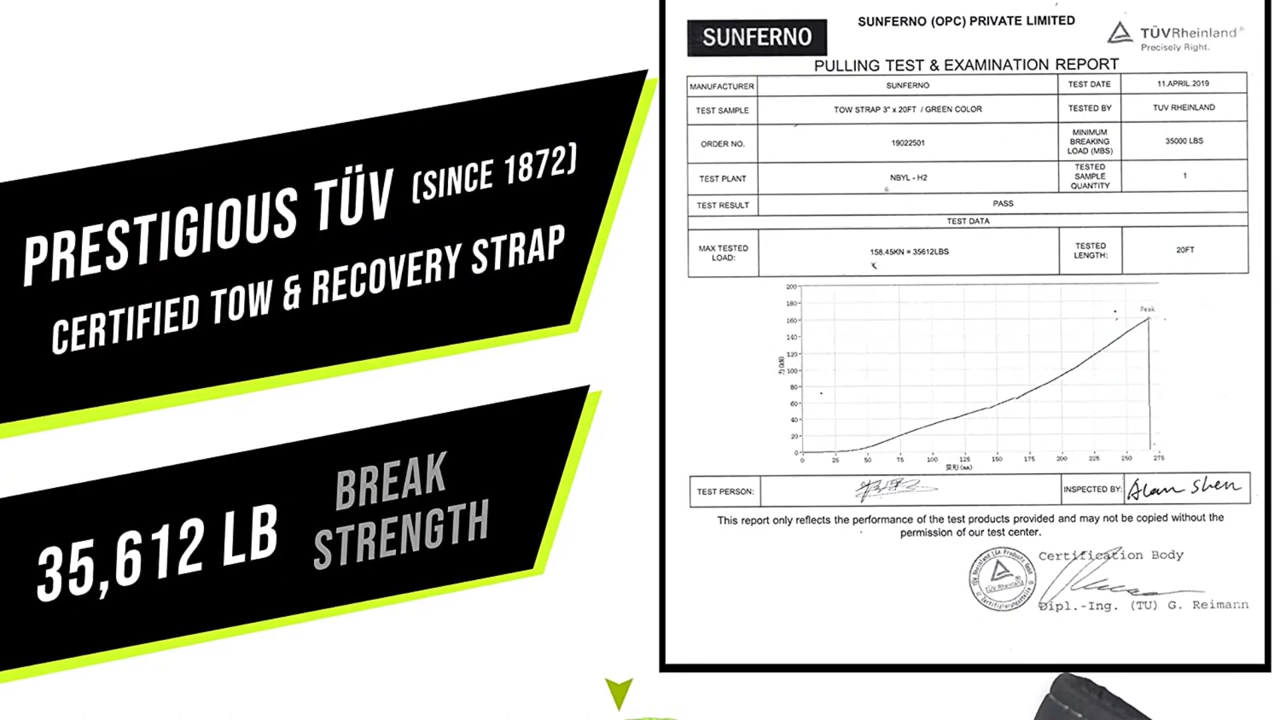 PRESTIGIOUS TÜV (SINCE 1872)
CERTIFIED TOW & RECOVERY STRAP
35,612 LB
BREAK
STRENGTH
SUNFERNO
SUNFERNO (OPC) PRIVATE LIMITED
TÜVRheinland®
Precisely Right.
PULLING TEST & EXAMINATION REPORT
MANUFACTURER SUNFERNO TEST DATE 11.APRIL.2019
TEST SAMPLE TOW STRAP 3" x 20FT / GREEN COLOR TESTED BY TUV RHEINLAND
ORDER NO. 19022501 MINIMUM BREAKING LOAD (MBS) 35000 LBS
TEST PLANT NBYL - H2 TESTED SAMPLE QUANTITY 1
TEST RESULT PASS
TEST DATA
MAX TESTED LOAD: 158.45KN = 35612LBS TESTED LENGTH: 20FT
200
180
160
140
120
100
80
60
40
20
0
Peak
0 25 50 75 100 125 150 175 200 225 250 275
TEST PERSON: INSPECTED BY: Alan Shen
This report only reflects the performance of the test products provided and may not be copied without the
permission of our test center.
Certification Body
TÜV Rheinland
Dipl.-Ing. (TU) G. Reimann